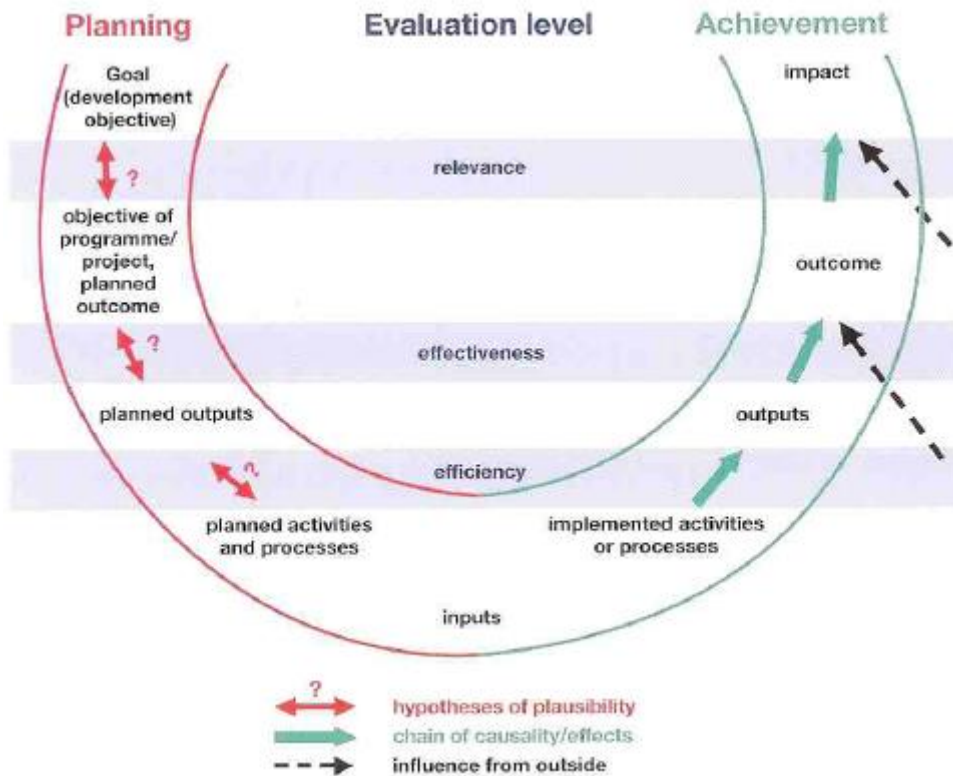 Planning
Evaluation level
Achievement
Goal
(development
objective)
impact
?
relevance
objective of
programme/
project,
planned
outcome
outcome
?
effectiveness
planned outputs
outputs
?
efficiency
planned activities
and processes
implemented activities
or processes
inputs
?
hypotheses of plausibility
chain of causality/effects
influence from outside